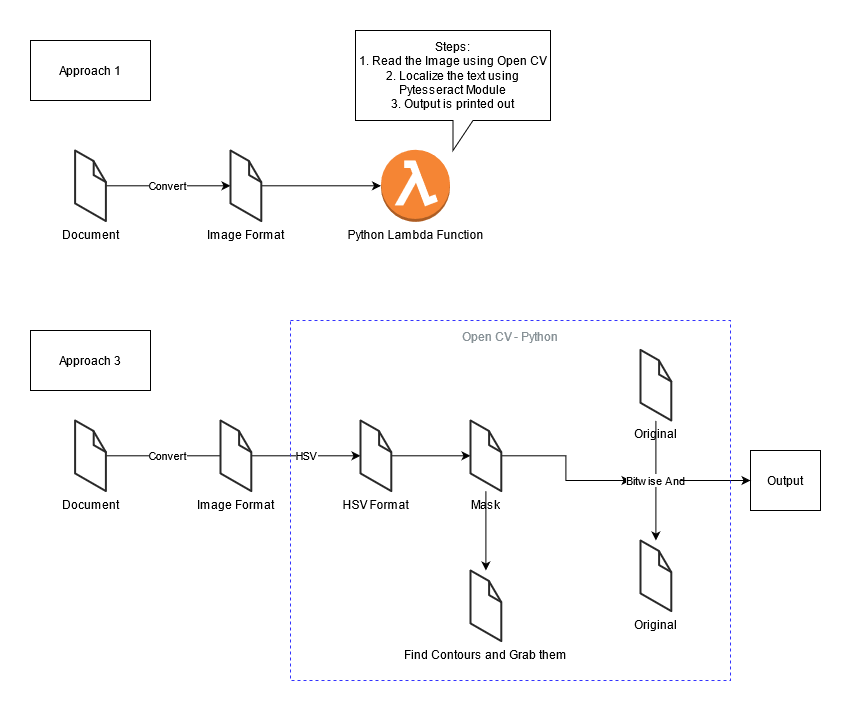 Approach 1
Steps:
1. Read the Image using Open CV
2. Localize the text using
Pytesseract Module
3. Output is printed out
Convert
Document
Image Format
Python Lambda Function
Approach 3
Open CV - Python
Original
Convert
HSV
Bitwise And
Output
Document
Image Format
HSV Format
Mask
Original
Find Contours and Grab them